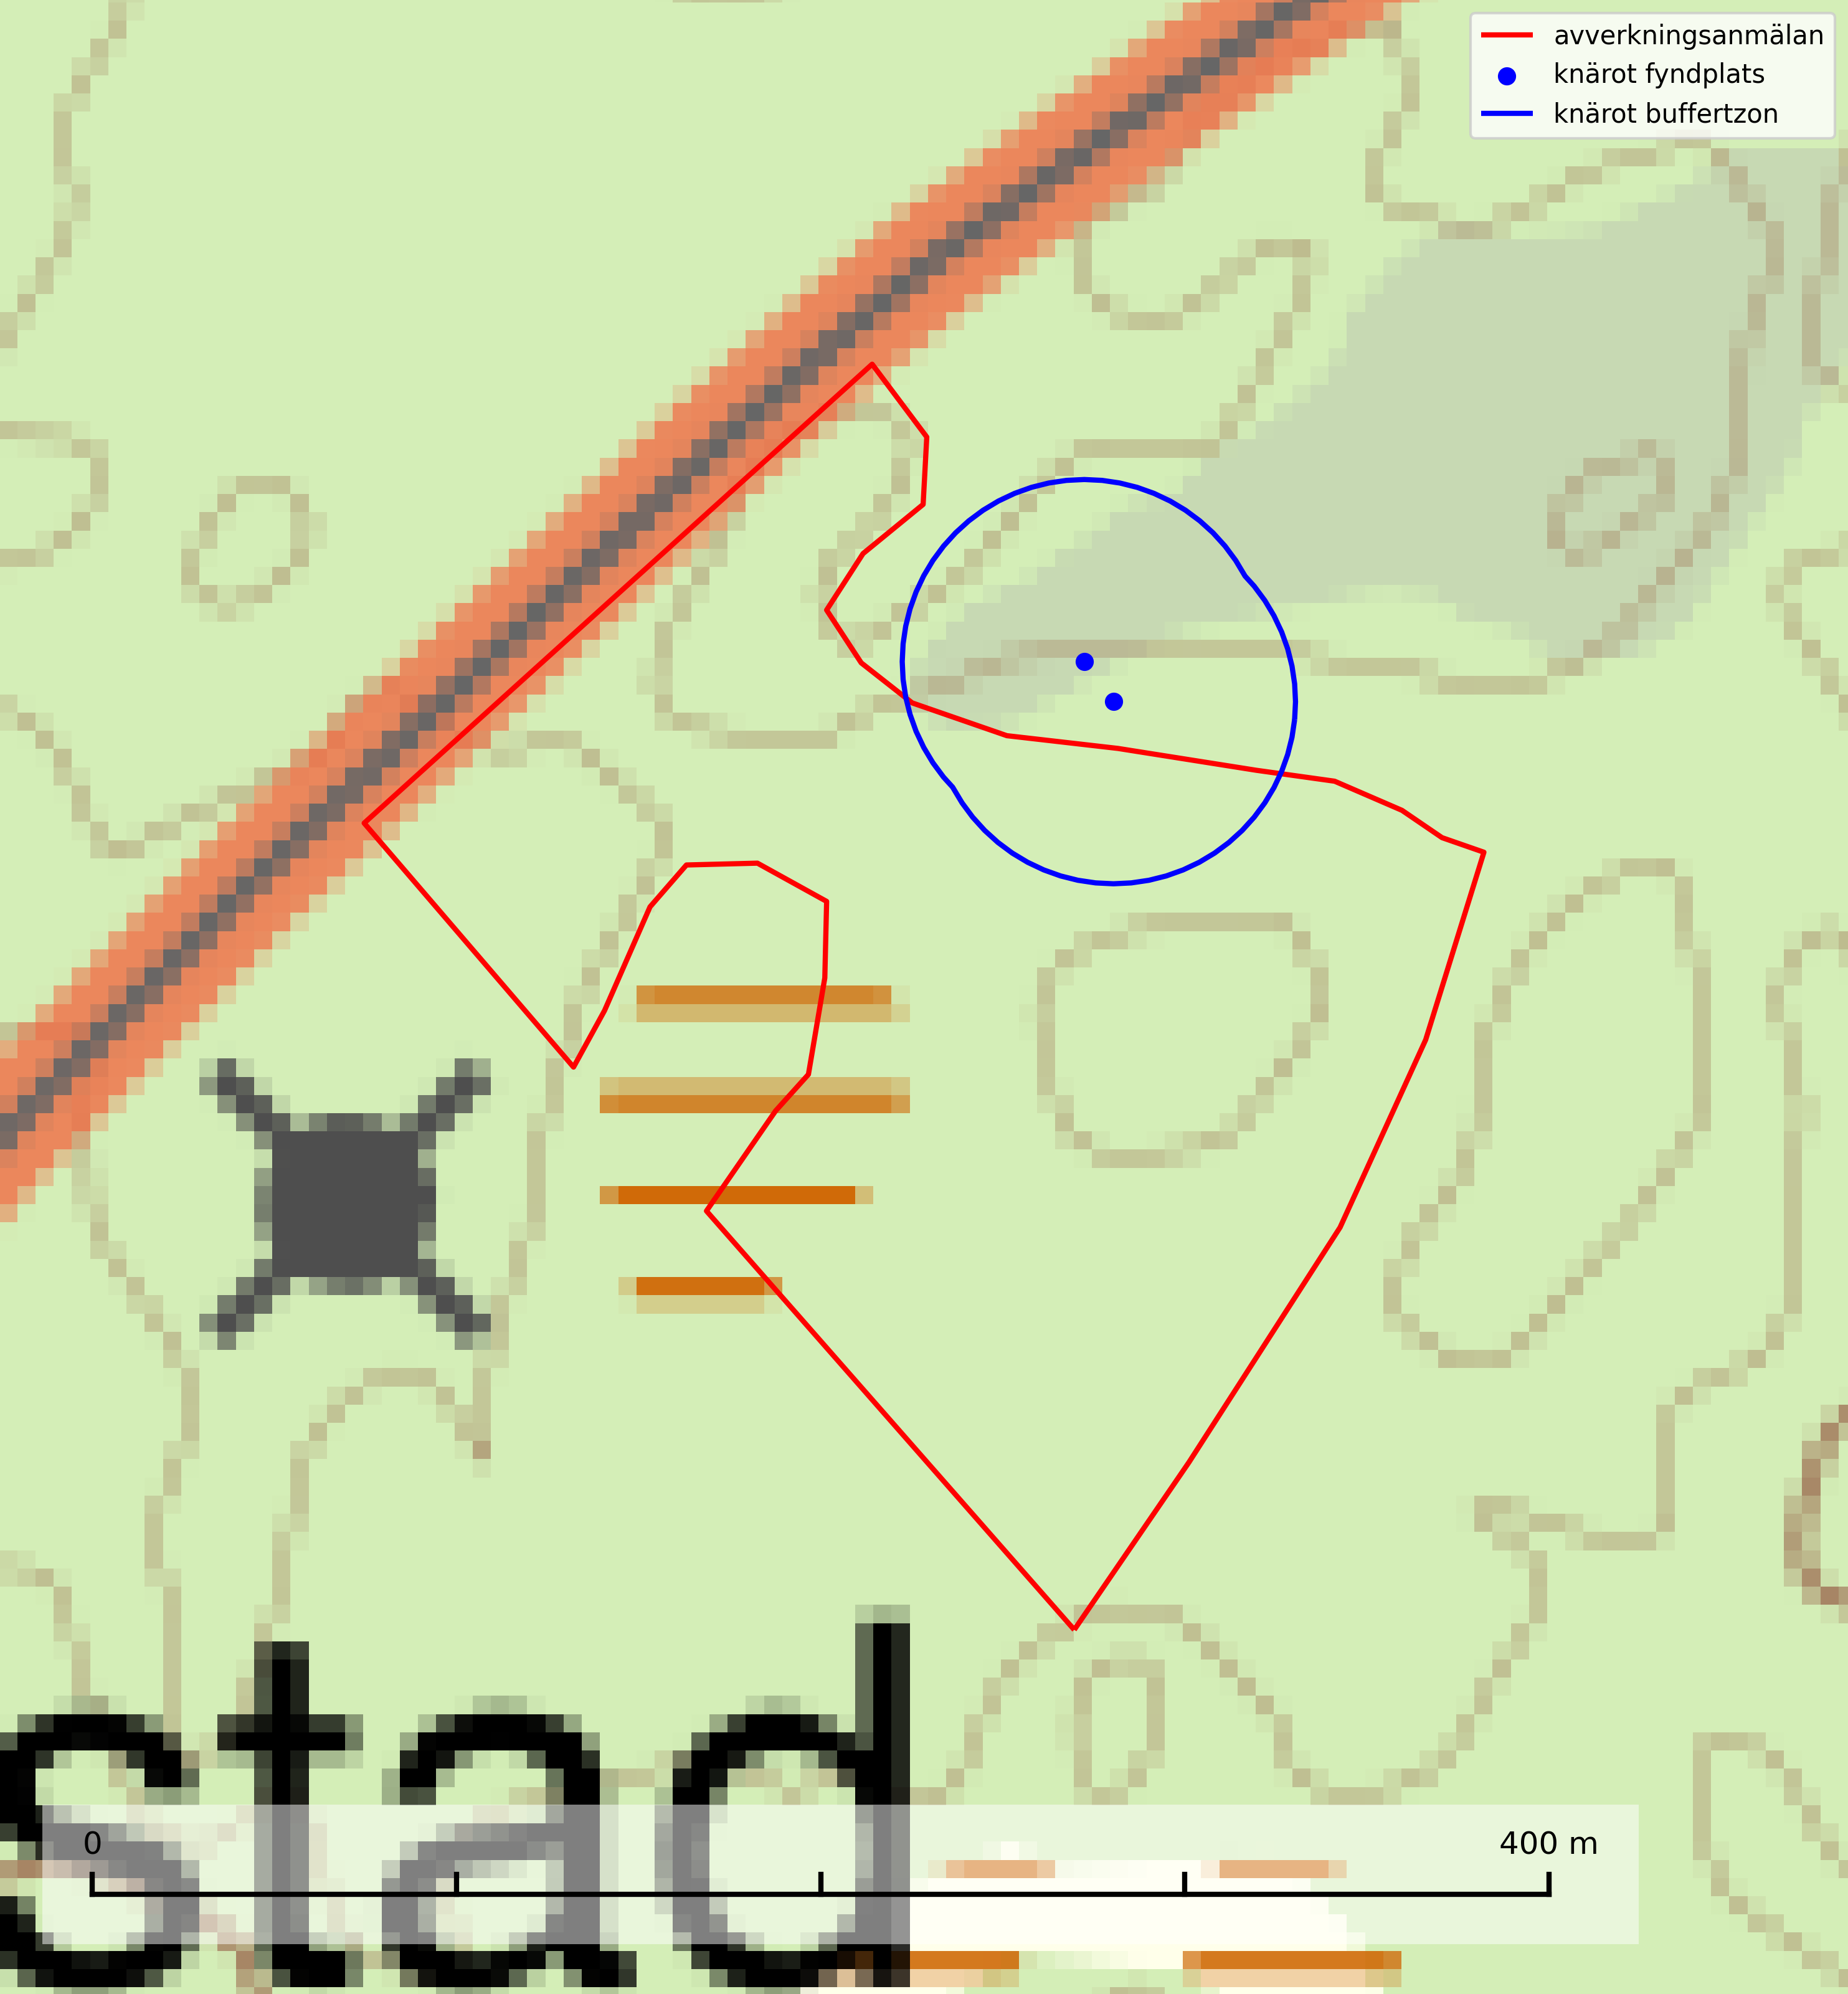 avverkningsanmälan
knärot fyndplats
knärot buffertzon
stad
0 400 m